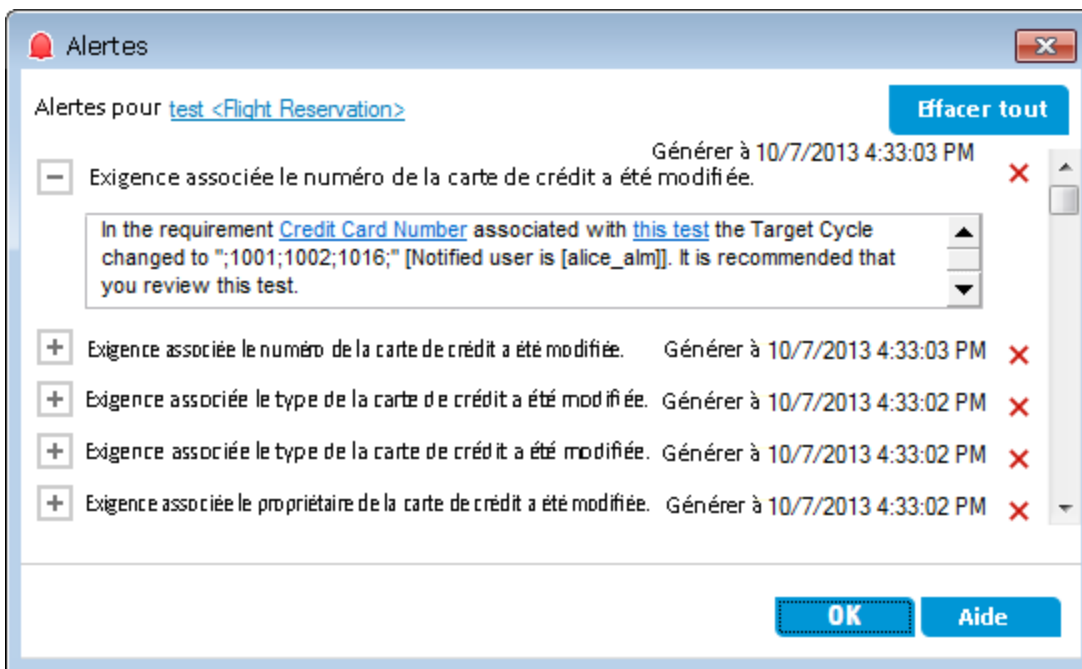 Alertes
Alertes pour test <Flight Reservation>
Effacer tout
Générer à 10/7/2013 4:33:03 PM
Exigence associée le numéro de la carte de crédit a été modifiée.
In the requirement Credit Card Number associated with this test the Target Cycle
changed to ";1001;1002;1016;" [Notified user is [alice_alm]]. It is recommended that
you review this test.
Exigence associée le numéro de la carte de crédit a été modifiée. Générer à 10/7/2013 4:33:03 PM
Exigence associée le type de la carte de crédit a été modifiée. Générer à 10/7/2013 4:33:02 PM
Exigence associée le type de la carte de crédit a été modifiée. Générer à 10/7/2013 4:33:02 PM
Exigence associée le propriétaire de la carte de crédit a été modifiée. Générer à 10/7/2013 4:33:02 PM
OK
Aide